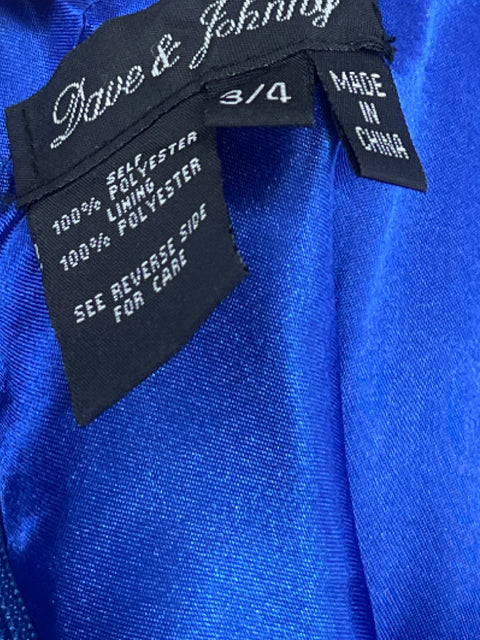 Dave & Johnny
3/4
MADE
IN
CHINA
SELF
100% POLYESTER
LINING
100% POLYESTER
SEE REVERSE SIDE
FOR CARE